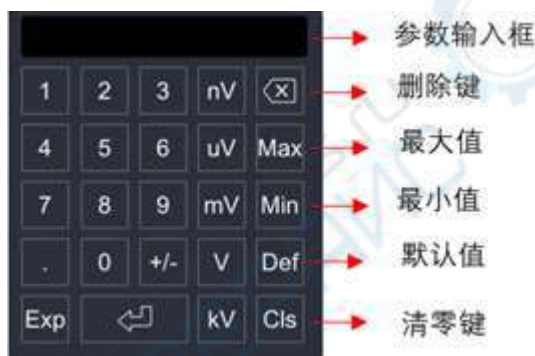 参数输入框
1 2 3 nV 删除键
4 5 6 uV Max 最大值
7 8 9 mV Min 最小值
. 0 +/- V Def 默认值
Exp kV Cls 清零键